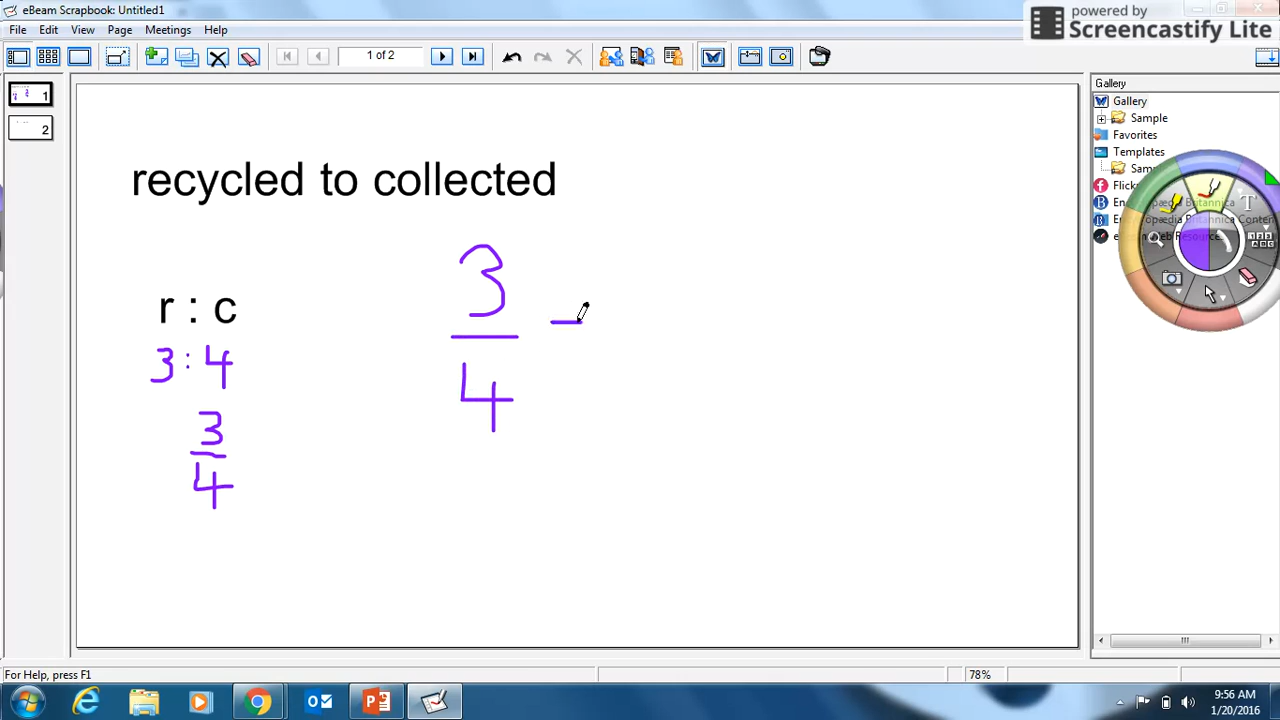 eBeam Scrapbook: Untitled1
powered by
Screencastify Lite
File Edit View Page Meetings Help
1 of 2
Gallery
1
2
Gallery
Sample
Favorites
Templates
recycled to collected
3
4
r : c
3:4
3
4
For Help, press F1
78%
9:56 AM
1/20/2016